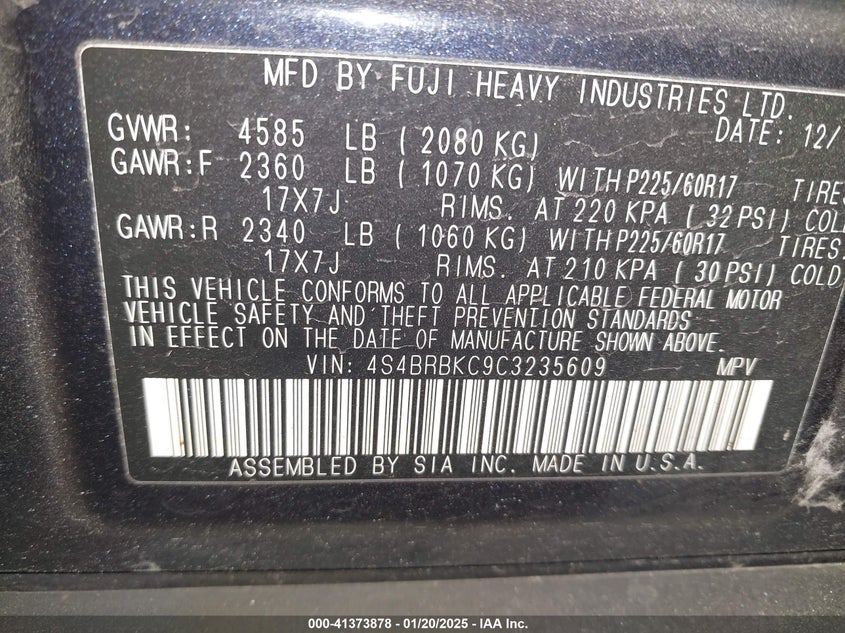 MFD BY FUJI HEAVY INDUSTRIES LTD.
DATE: 12/
GVWR: 4585 LB ( 2080 KG)
GAWR:F 2360 LB ( 1070 KG) WITH P225/60R17 TIRES
17X7J RIMS. AT 220 KPA ( 32 PSI) COLD
GAWR:R 2340 LB ( 1060 KG) WITH P225/60R17 TIRES.
17X7J RIMS. AT 210 KPA ( 30 PSI) COLD
THIS VEHICLE CONFORMS TO ALL APPLICABLE FEDERAL MOTOR
VEHICLE SAFETY AND THEFT PREVENTION STANDARDS
IN EFFECT ON THE DATE OF MANUFACTURE SHOWN ABOVE.
VIN: 4S4BRBKC9C3235609 MPV
ASSEMBLED BY SIA INC. MADE IN U.S.A.
000-41373878 - 01/20/2025 - IAA Inc.